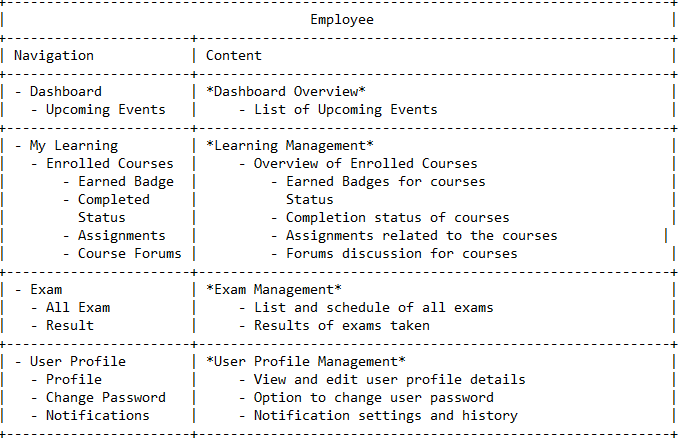 Employee
Navigation | Content
- Dashboard | *Dashboard Overview*
- Upcoming Events | - List of Upcoming Events
- My Learning | *Learning Management*
- Enrolled Courses | - Overview of Enrolled Courses
- Earned Badge | - Earned Badges for courses
- Completed | Status
Status | - Completion status of courses
- Assignments | - Assignments related to the courses
- Course Forums | - Forums discussion for courses
- Exam | *Exam Management*
- All Exam | - List and schedule of all exams
- Result | - Results of exams taken
- User Profile | *User Profile Management*
- Profile | - View and edit user profile details
- Change Password | - Option to change user password
- Notifications | - Notification settings and history